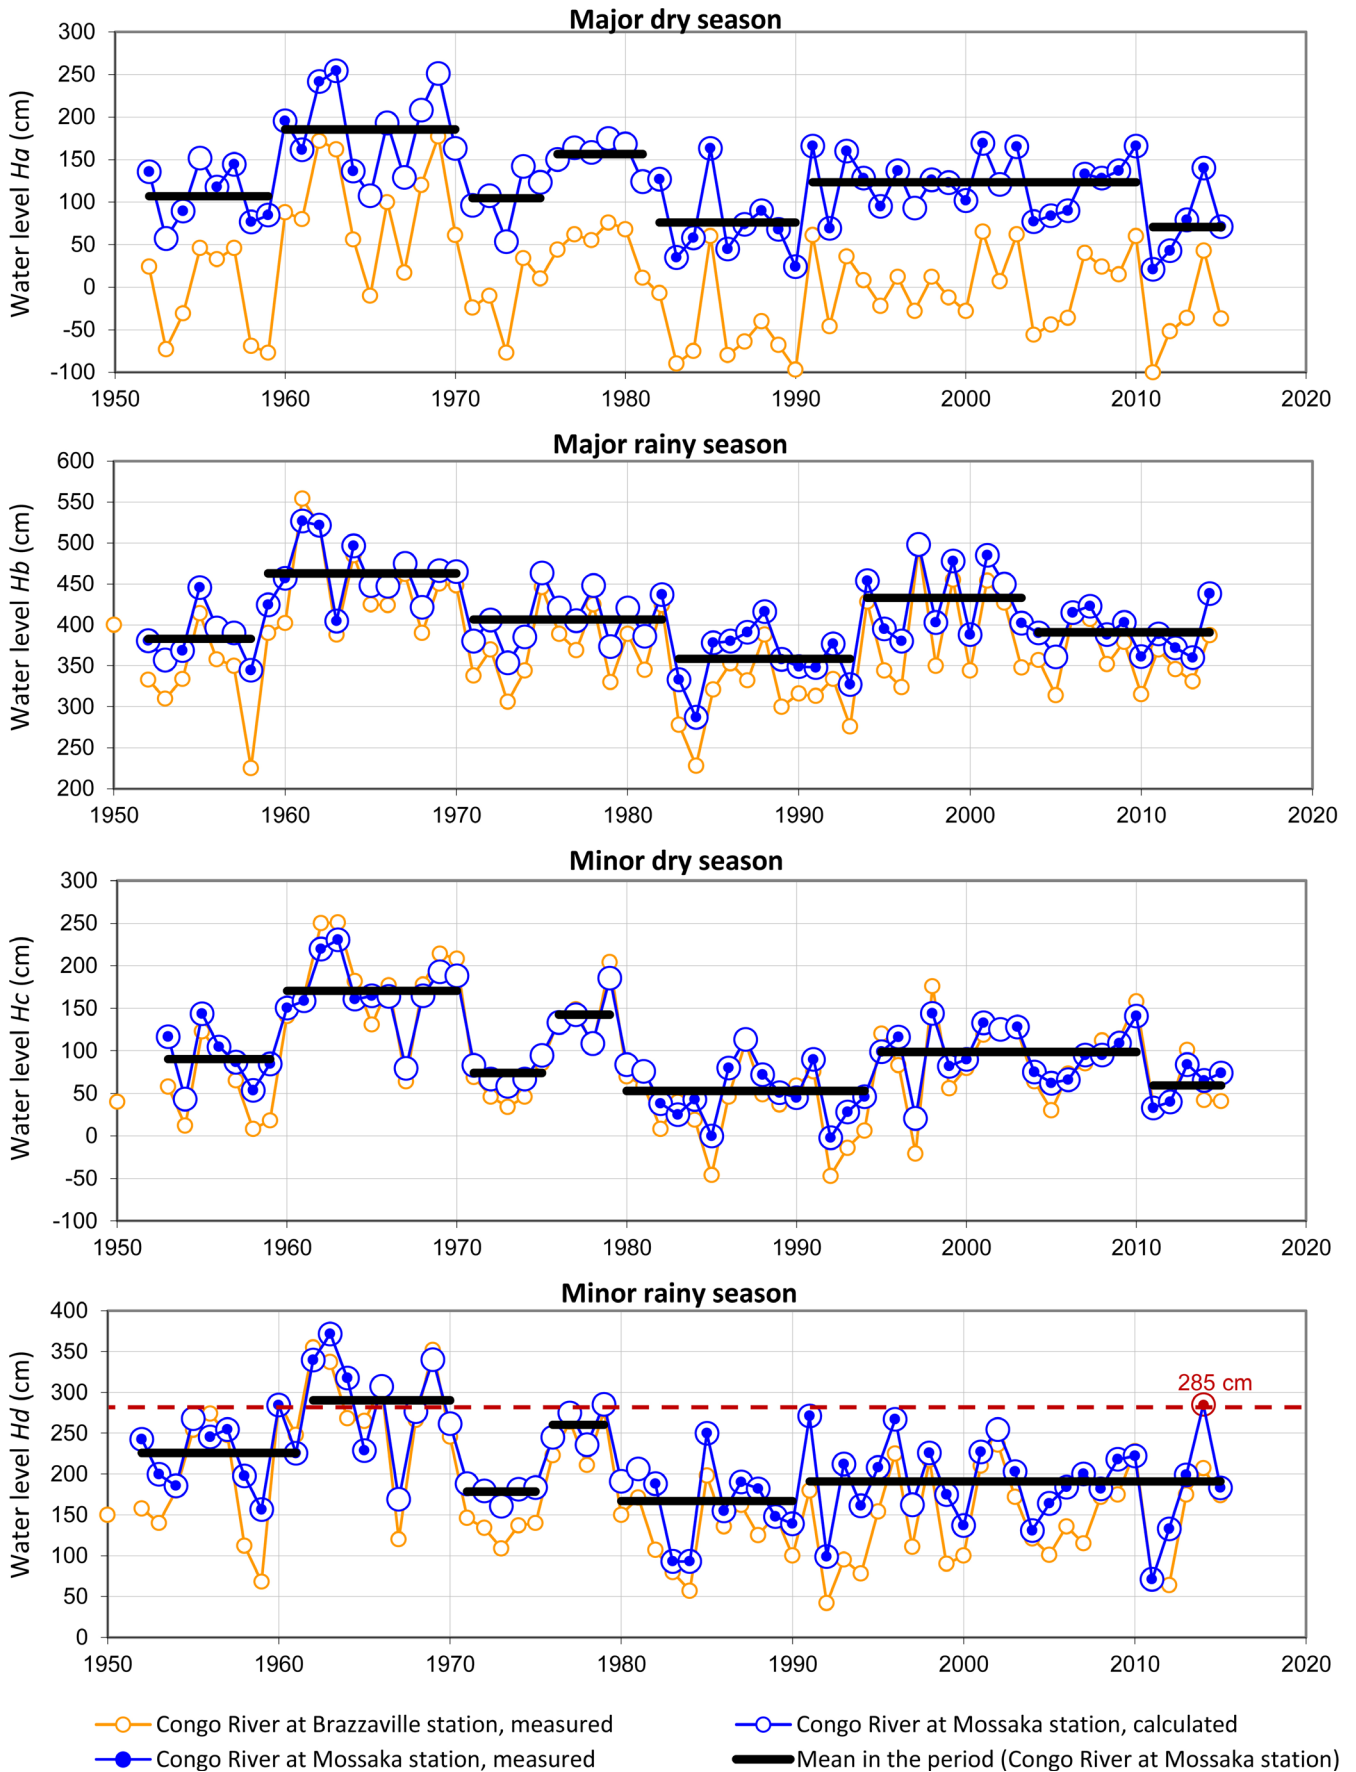 Major dry season
Water level Ha (cm)
300
250
200
150
100
50
0
-50
-100
1950 1960 1970 1980 1990 2000 2010 2020
Major rainy season
Water level Hb (cm)
600
550
500
450
400
350
300
250
200
1950 1960 1970 1980 1990 2000 2010 2020
Minor dry season
Water level Hc (cm)
300
250
200
150
100
50
0
-50
-100
1950 1960 1970 1980 1990 2000 2010 2020
Minor rainy season
Water level Hd (cm)
400
350
300
250
200
150
100
50
0
285 cm
1950 1960 1970 1980 1990 2000 2010 2020
Congo River at Brazzaville station, measured
Congo River at Mossaka station, calculated
Congo River at Mossaka station, measured
Mean in the period (Congo River at Mossaka station)